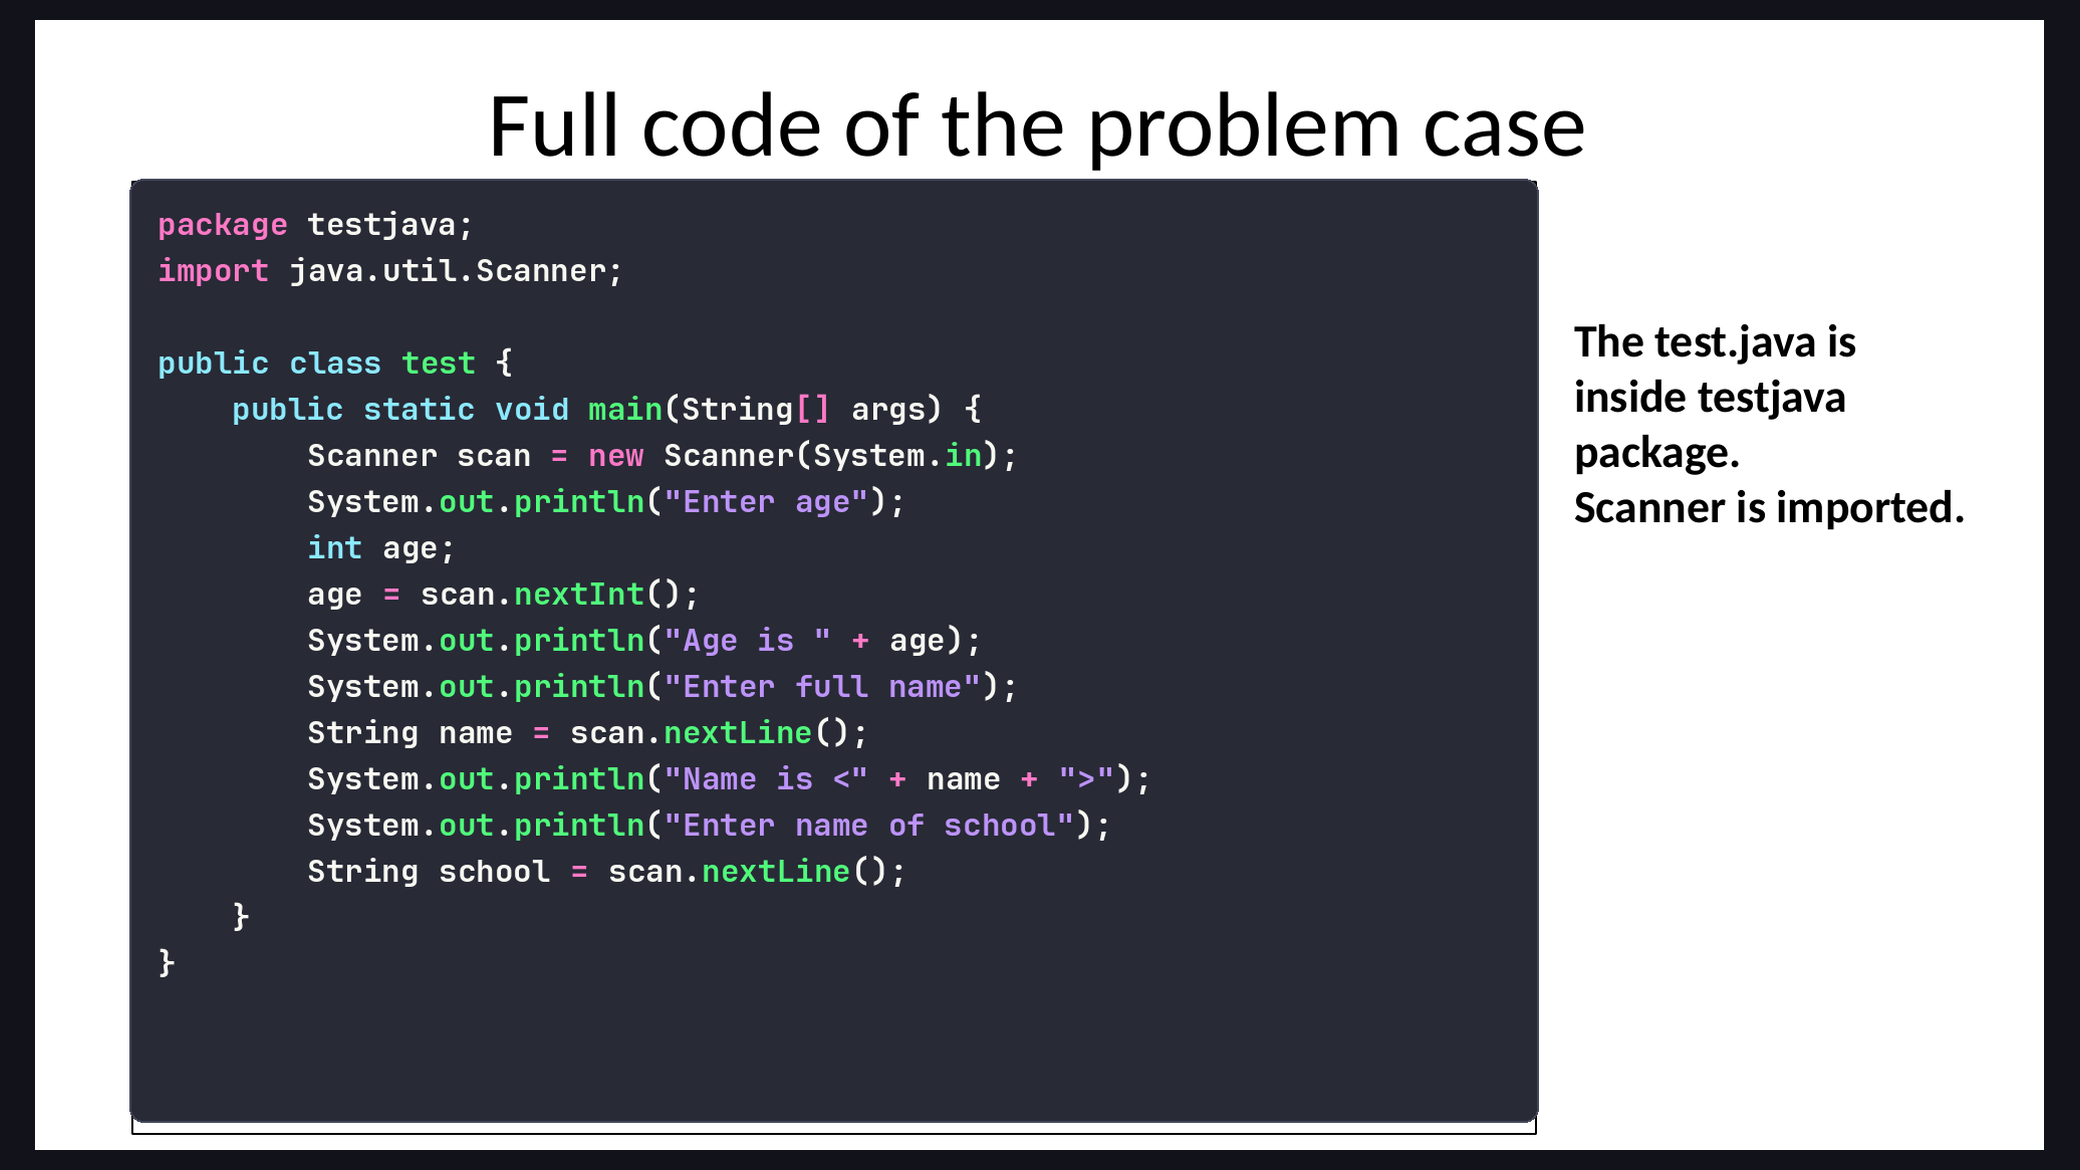 Full code of the problem case
package testjava;
import java.util.Scanner;
public class test {
    public static void main(String[] args) {
        Scanner scan = new Scanner(System.in);
        System.out.println("Enter age");
        int age;
        age = scan.nextInt();
        System.out.println("Age is " + age);
        System.out.println("Enter full name");
        String name = scan.nextLine();
        System.out.println("Name is <" + name + ">");
        System.out.println("Enter name of school");
        String school = scan.nextLine();
    }
}
The test.java is
inside testjava
package.
Scanner is imported.